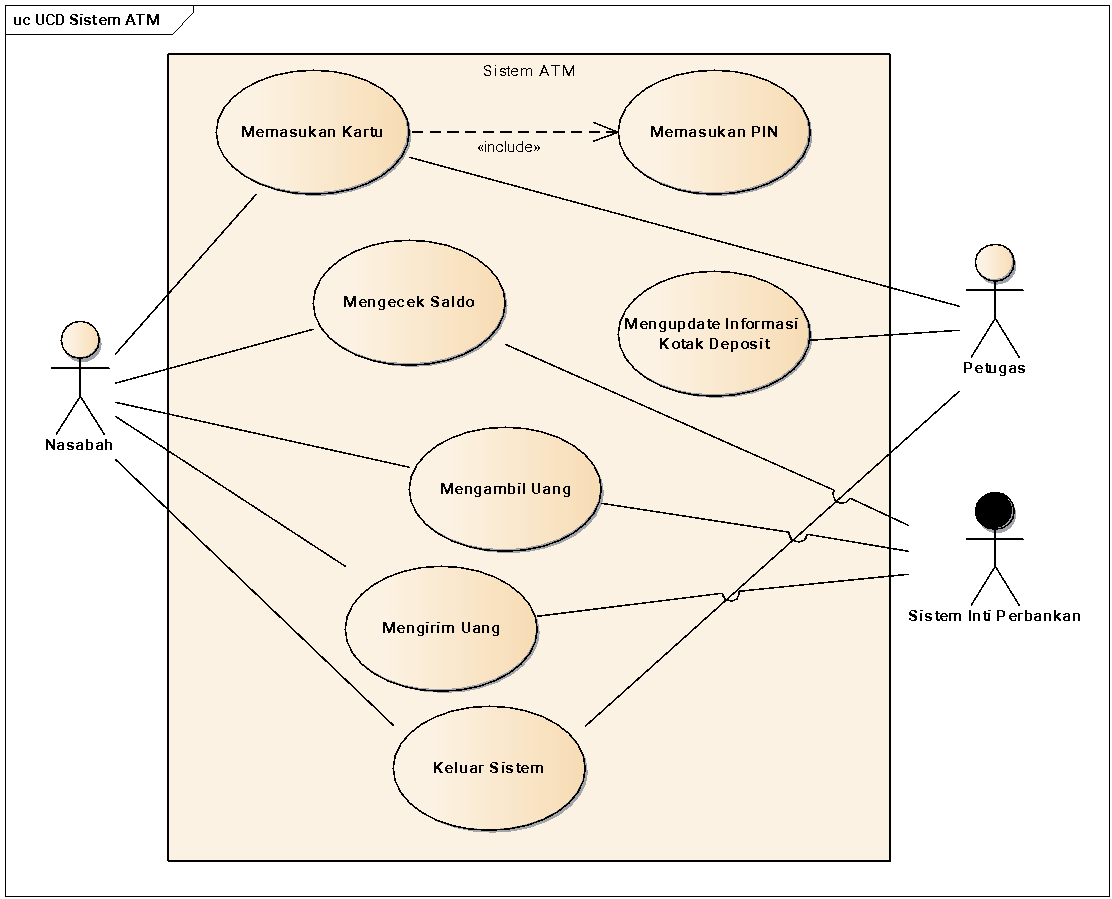 uc UCD Sistem ATM
Sistem ATM
Memasukan Kartu
«include»
Memasukan PIN
Mengecek Saldo
Mengupdate Informasi
Kotak Deposit
Petugas
Nasabah
Mengambil Uang
Sistem Inti Perbankan
Mengirim Uang
Keluar Sistem